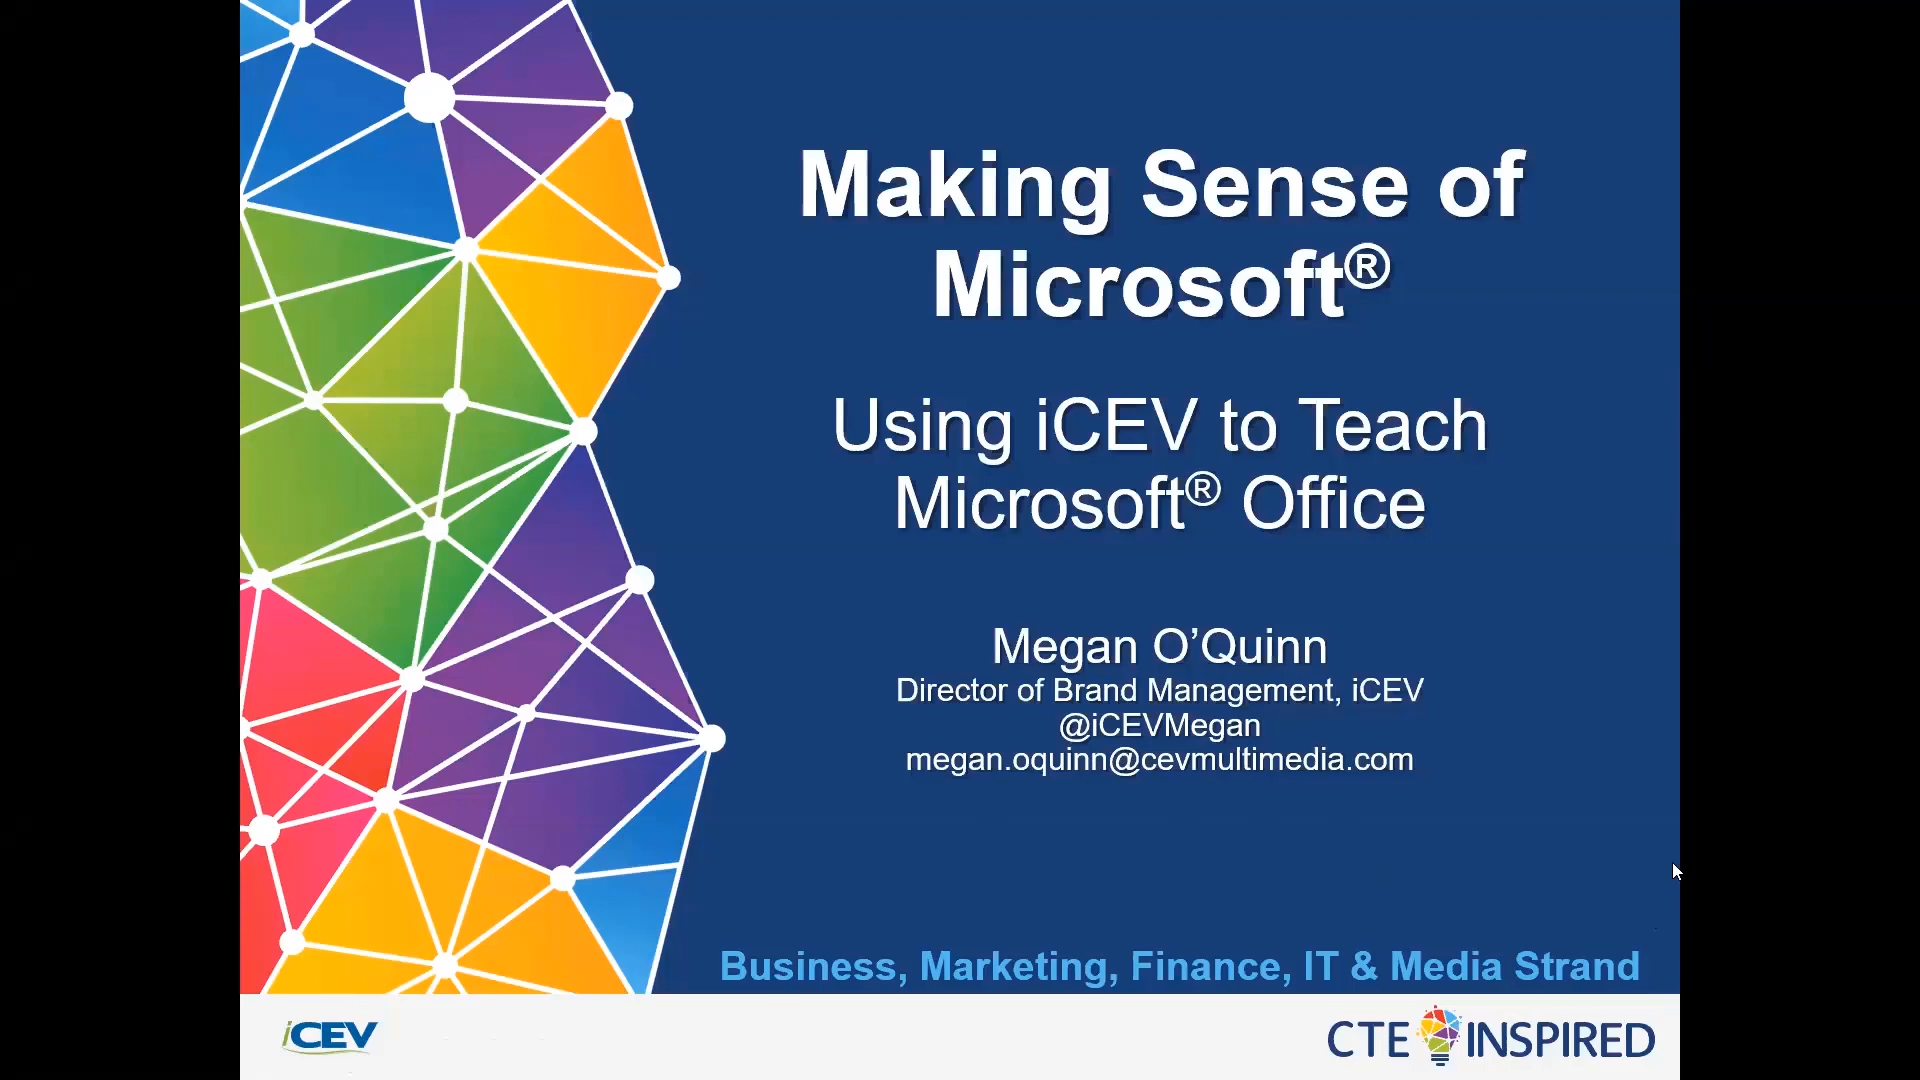 Making Sense of
Microsoft®
Using iCEV to Teach
Microsoft® Office
Megan O’Quinn
Director of Brand Management, iCEV
@iCEVMegan
megan.oquinn@cevmultimedia.com
Business, Marketing, Finance, IT & Media Strand
iCEV
CTE INSPIRED